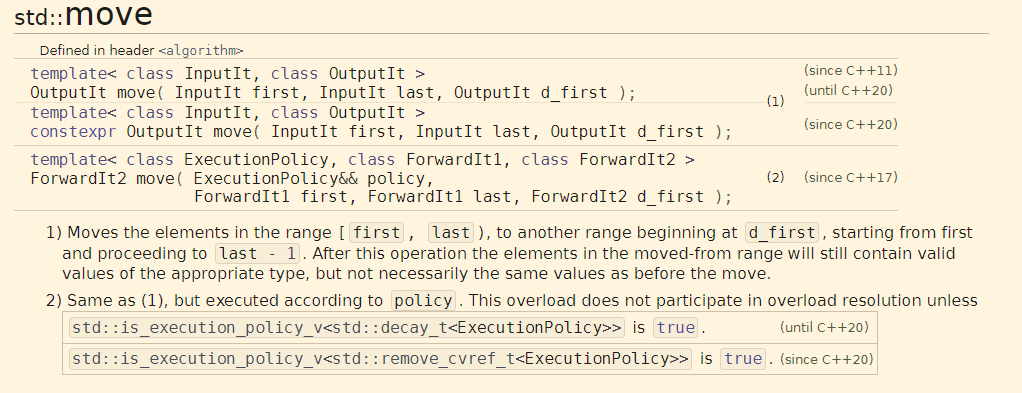 std::move
Defined in header <algorithm>
template< class InputIt, class OutputIt >
OutputIt move( InputIt first, InputIt last, OutputIt d_first );
(since C++11)
(until C++20)
(1)
template< class InputIt, class OutputIt >
constexpr OutputIt move( InputIt first, InputIt last, OutputIt d_first );
(since C++20)
template< class ExecutionPolicy, class ForwardIt1, class ForwardIt2 >
ForwardIt2 move( ExecutionPolicy&& policy,
ForwardIt1 first, ForwardIt1 last, ForwardIt2 d_first );
(2) (since C++17)
1) Moves the elements in the range [first, last), to another range beginning at d_first, starting from first
and proceeding to last - 1. After this operation the elements in the moved-from range will still contain valid
values of the appropriate type, but not necessarily the same values as before the move.
2) Same as (1), but executed according to policy. This overload does not participate in overload resolution unless
std::is_execution_policy_v<std::decay_t<ExecutionPolicy>> is true. (until C++20)
std::is_execution_policy_v<std::remove_cvref_t<ExecutionPolicy>> is true. (since C++20)